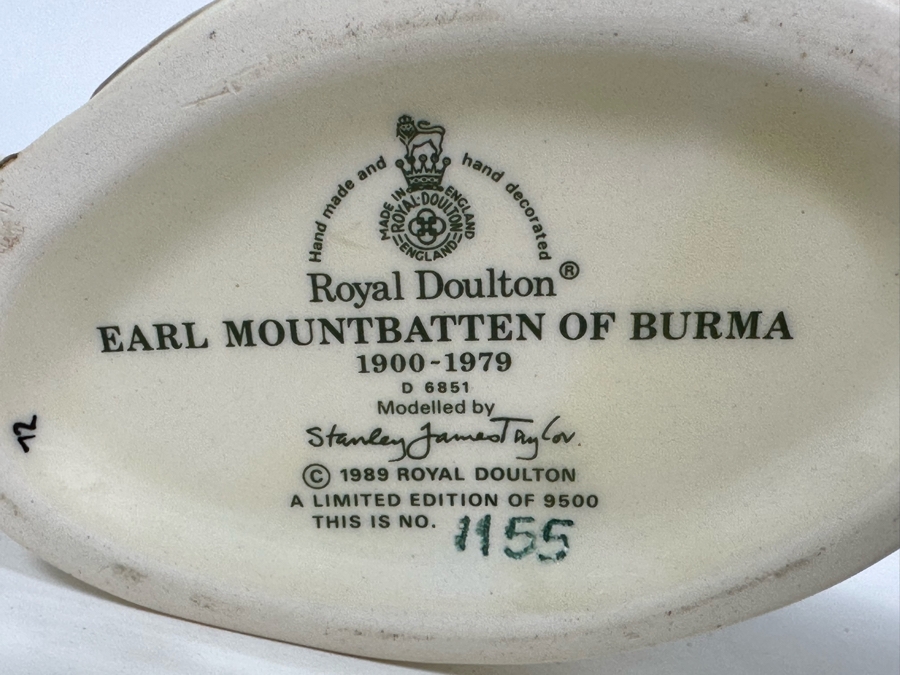 Hand made and hand decorated
MADE IN ENGLAND
ROYAL·DOULTON
ENGLAND
Royal Doulton®
EARL MOUNTBATTEN OF BURMA
1900-1979
D 6851
Modelled by
Stanley James Taylor.
© 1989 ROYAL DOULTON
A LIMITED EDITION OF 9500
THIS IS NO. 1155
12